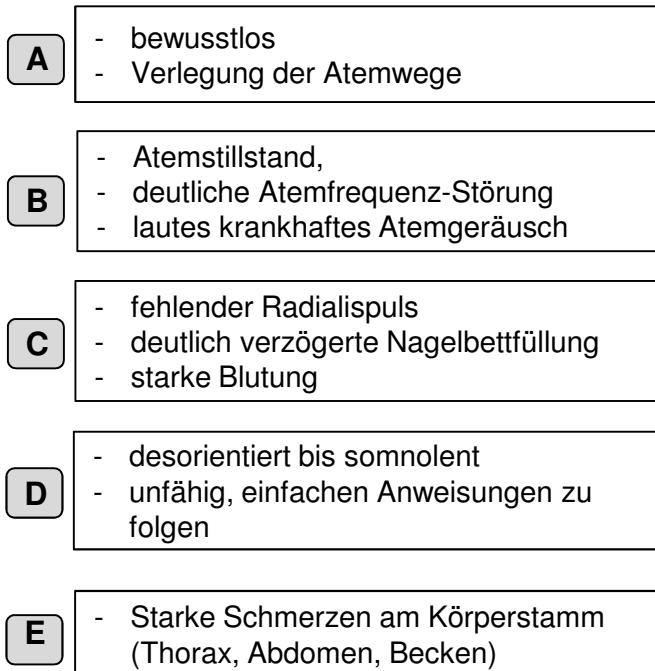 A
- bewusstlos
- Verlegung der Atemwege
B
- Atemstillstand,
- deutliche Atemfrequenz-Störung
- lautes krankhaftes Atemgeräusch
C
- fehlender Radialispuls
- deutlich verzögerte Nagelbettfüllung
- starke Blutung
D
- desorientiert bis somnolent
- unfähig, einfachen Anweisungen zu
folgen
E
- Starke Schmerzen am Körperstamm
(Thorax, Abdomen, Becken)